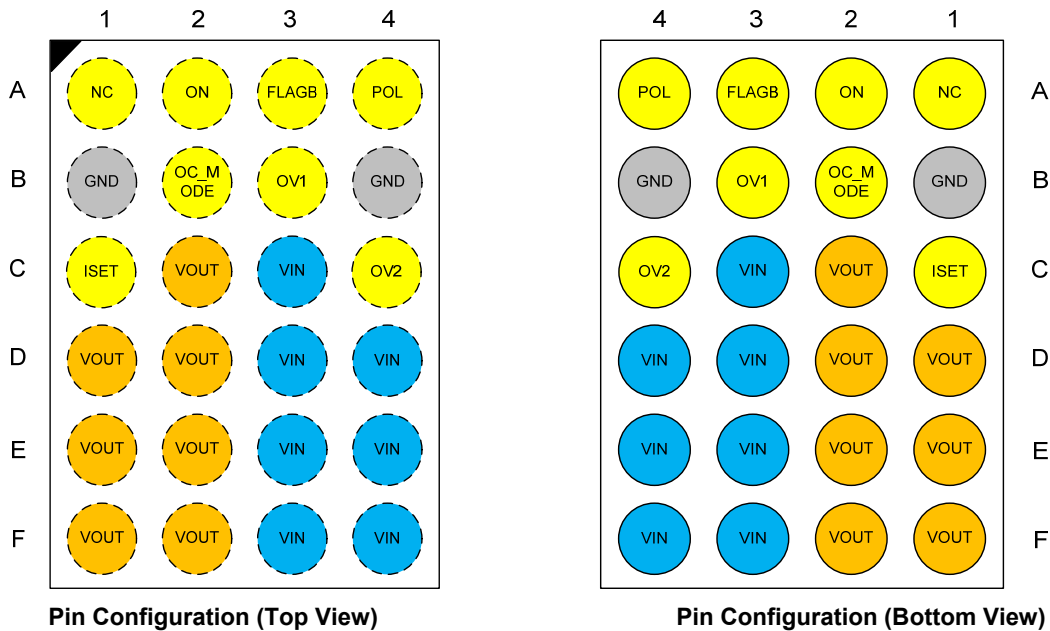 1 2 3 4 4 3 2 1
A NC ON FLAGB POL POL FLAGB ON NC A
B GND OC_M
ODE OV1 GND GND OV1 OC_M
ODE GND B
C ISET VOUT VIN OV2 OV2 VIN VOUT ISET C
D VOUT VOUT VIN VIN VIN VIN VOUT VOUT D
E VOUT VOUT VIN VIN VIN VIN VOUT VOUT E
F VOUT VOUT VIN VIN VIN VIN VOUT VOUT F
Pin Configuration (Top View) Pin Configuration (Bottom View)